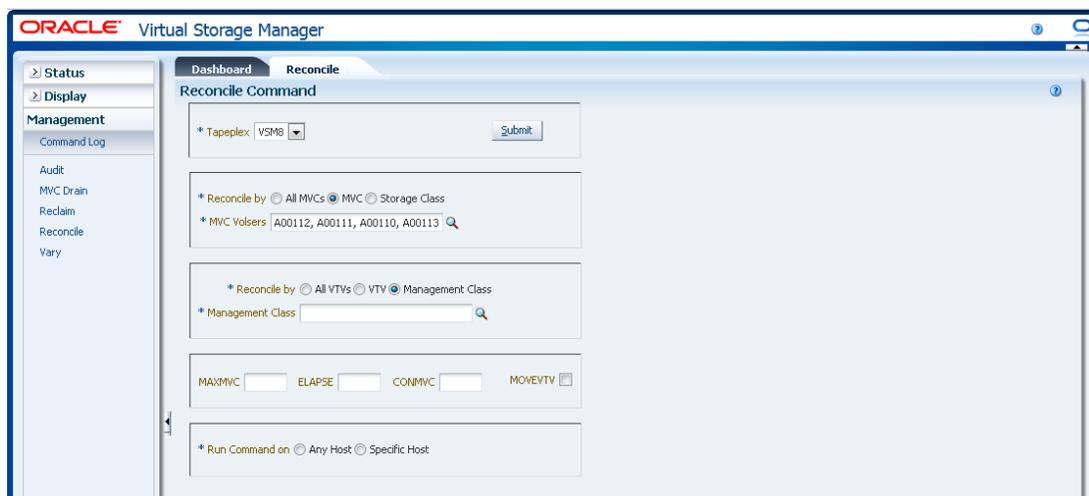 ORACLE Virtual Storage Manager
Status
Display
Management
Command Log
Audit
MVC Drain
Reclaim
Reconcile
Vary
Dashboard Reconcile
Reconcile Command
* Tapeplex VSM8 Submit
* Reconcile by All MVCs MVC Storage Class
* MVC Volsers A00112, A00111, A00110, A00113
* Reconcile by All VTVs VTV Management Class
* Management Class
MAXMVC ELAPSE CONMVC MOVEVTV
* Run Command on Any Host Specific Host